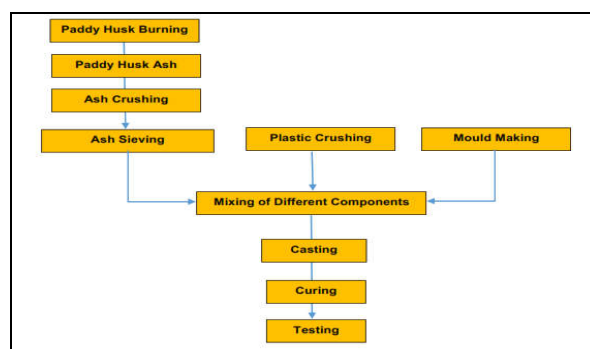 Paddy Husk Burning
Paddy Husk Ash
Ash Crushing
Ash Sieving
Plastic Crushing
Mould Making
Mixing of Different Components
Casting
Curing
Testing